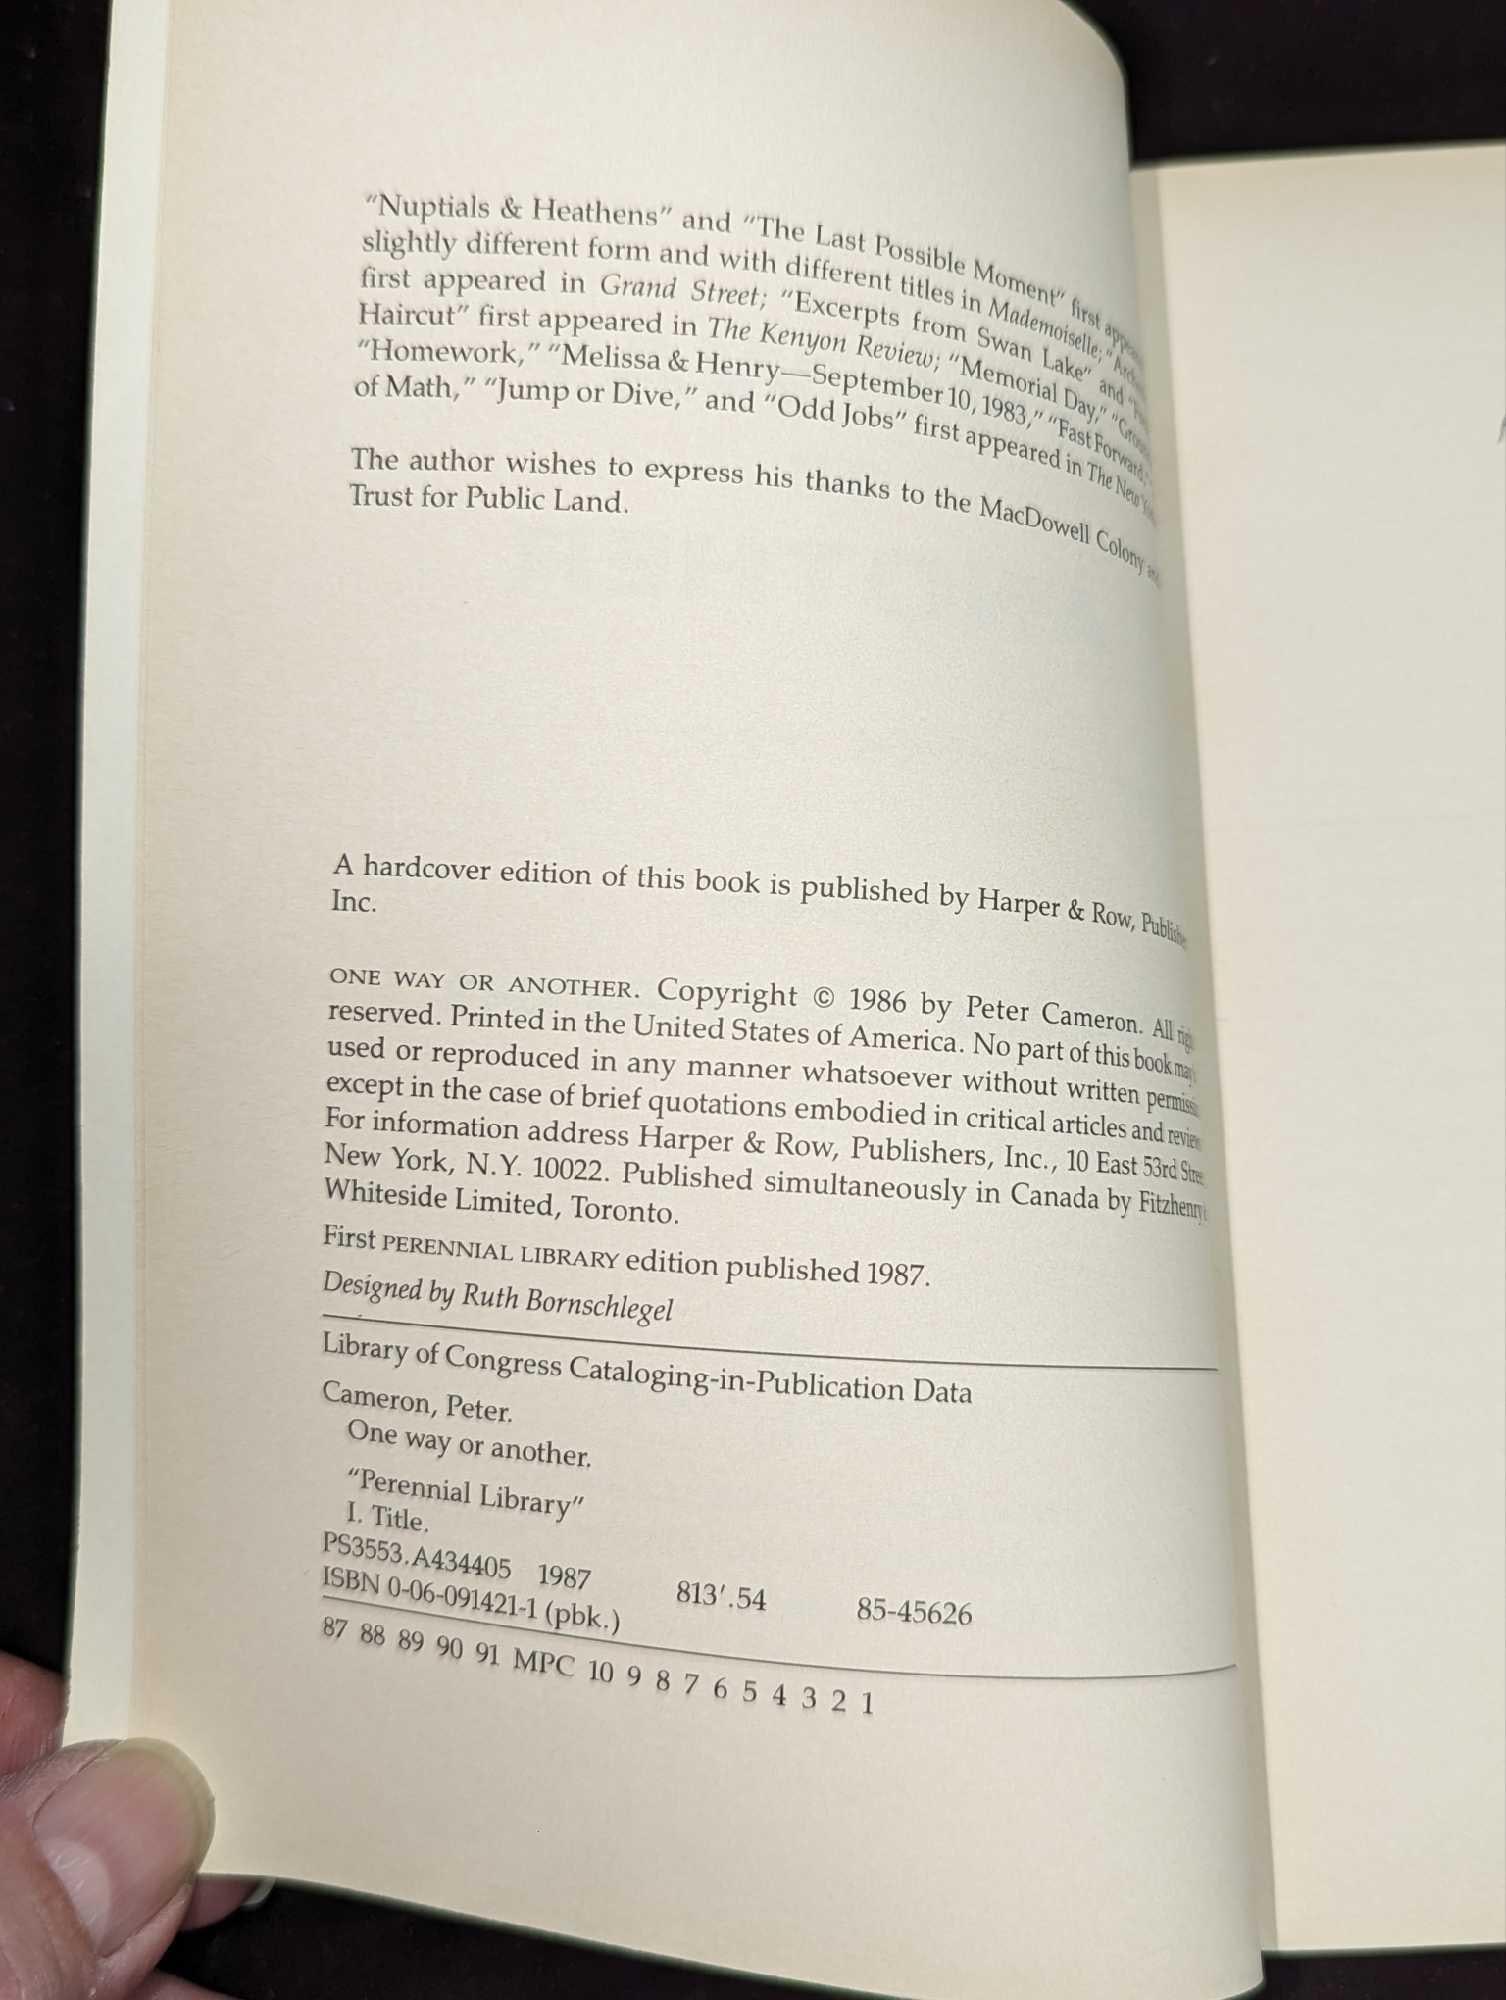 “Nuptials & Heathens” and “The Last Possible Moment” first
slightly different form and with different titles in Mademoiselle;
first appeared in Grand Street; “Excerpts from Swan Lake” and
Haircut” first appeared in The Kenyon Review; “Memorial Day,”
“Homework,” “Melissa & Henry—September 10, 1983,” “Fast Forward,”
of Math,” “Jump or Dive,” and “Odd Jobs” first appeared in The New
The author wishes to express his thanks to the MacDowell Colony and
Trust for Public Land.
A hardcover edition of this book is published by Harper & Row,
Inc.
ONE WAY OR ANOTHER. Copyright © 1986 by Peter Cameron. All
reserved. Printed in the United States of America. No part of this book may
used or reproduced in any manner whatsoever without written
except in the case of brief quotations embodied in critical articles and
For information address Harper & Row, Publishers, Inc., 10 East 53rd
New York, N.Y. 10022. Published simultaneously in Canada by Fitzhenry
Whiteside Limited, Toronto.
First PERENNIAL LIBRARY edition published 1987.
Designed by Ruth Bornschlegel
Library of Congress Cataloging-in-Publication Data
Cameron, Peter.
One way or another.
“Perennial Library”
I. Title.
PS3553.A434405 1987 813′.54 85-45626
ISBN 0-06-091421-1 (pbk.)
87 88 89 90 91 MPC 10 9 8 7 6 5 4 3 2 1